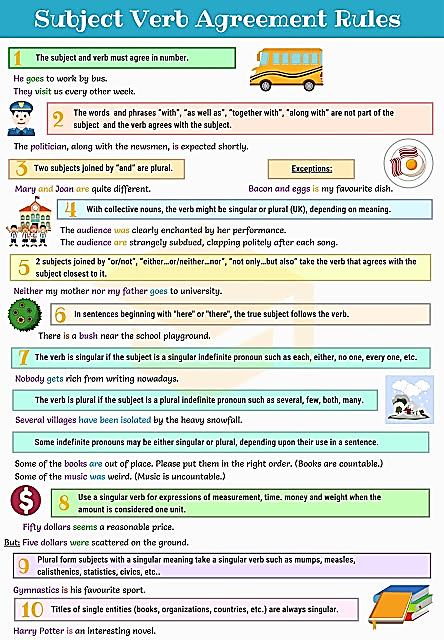 Subject Verb Agreement Rules
1 The subject and verb must agree in number.
He goes to work by bus.
They visit us every other week.
2 The words and phrases "with", "as well as", "together with", "along with" are not part of the
subject and the verb agrees with the subject.
The politician, along with the newsmen, is expected shortly.
3 Two subjects joined by "and" are plural.
Exceptions:
Mary and Joan are quite different.
Bacon and eggs is my favourite dish.
4 With collective nouns, the verb might be singular or plural (UK), depending on meaning.
The audience was clearly enchanted by her performance.
The audience are strangely subdued, clapping politely after each song.
5 2 subjects joined by "or/not", "either...or/neither...nor", "not only...but also" take the verb that agrees with the
subject closest to it.
Neither my mother nor my father goes to university.
6 In sentences beginning with "here" or "there", the true subject follows the verb.
There is a bush near the school playground.
7 The verb is singular if the subject is a singular indefinite pronoun such as each, either, no one, every one, etc.
Nobody gets rich from writing nowadays.
The verb is plural if the subject is a plural indefinite pronoun such as several, few, both, many.
Several villages have been isolated by the heavy snowfall.
Some indefinite pronouns may be either singular or plural, depending upon their use in a sentence.
Some of the books are out of place. Please put them in the right order. (Books are countable.)
Some of the music was weird. (Music is uncountable.)
8 Use a singular verb for expressions of measurement, time. money and weight when the
amount is considered one unit.
Fifty dollars seems a reasonable price.
But: Five dollars were scattered on the ground.
9 Plural form subjects with a singular meaning take a singular verb such as mumps, measles,
calisthenics, statistics, civics, etc..
Gymnastics is his favourite sport.
10 Titles of single entities (books, organizations, countries, etc.) are always singular.
Harry Potter is an interesting novel.